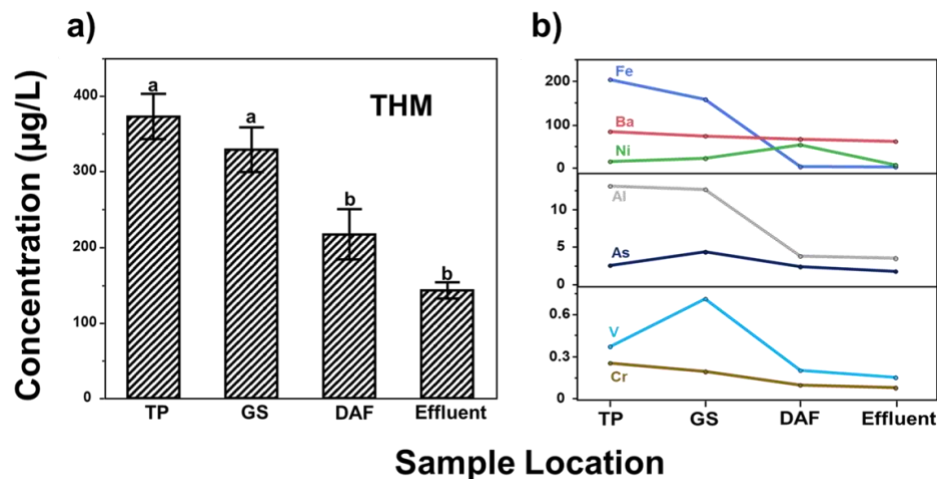 a)
b)
Concentration (µg/L)
THM
400
300
200
100
0
a
a
b
b
TP GS DAF Effluent
200
100
0
Fe
Ba
Ni
10
5
0
Al
As
0.6
0.3
0
V
Cr
TP GS DAF Effluent
Sample Location